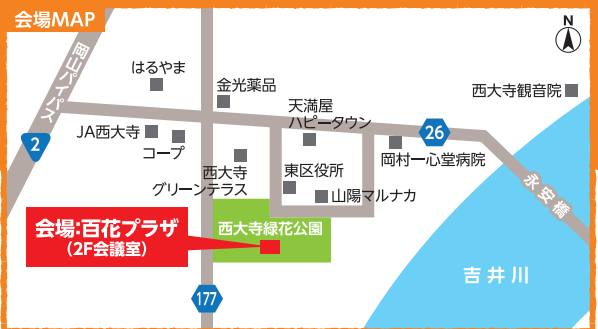 会場MAP
N
岡山バイパス
はるやま
金光薬品
天満屋
ハピータウン
西大寺観音院
JA西大寺
コープ
2
26
岡村一心堂病院
西大寺
グリーンテラス
東区役所
山陽マルナカ
永安橋
会場:百花プラザ
(2F会議室)
西大寺緑花公園
吉井川
177